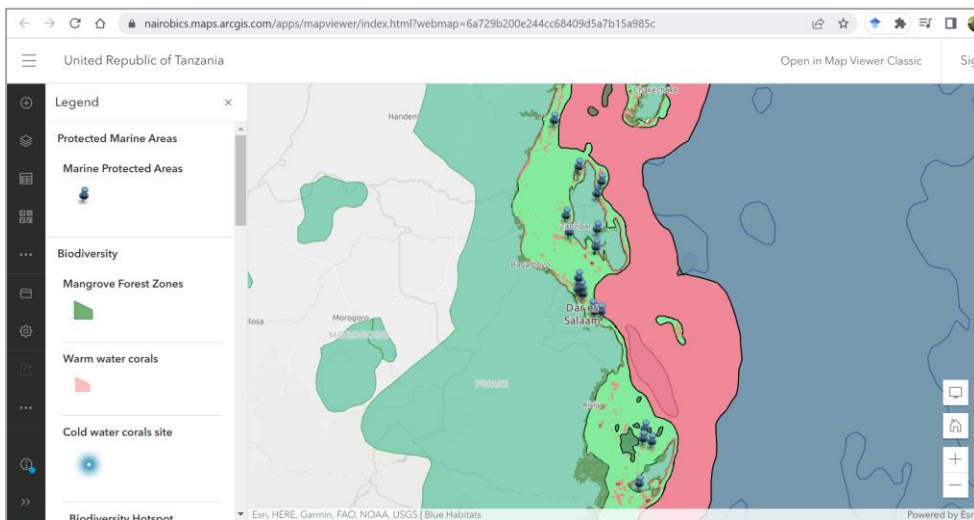 nairobics.maps.arcgis.com/apps/mapviewer/index.html?webmap=6a729b200e244cc68409d5a7b15a985c
United Republic of Tanzania
Open in Map Viewer Classic
Sig
Legend
Protected Marine Areas
Marine Protected Areas
Biodiversity
Mangrove Forest Zones
Warm water corals
Cold water corals site
Biodiversity Hotspot
Handeni
Zanzibar
Bagamoyo
Dar es
Salaam
Morogoro
MOROGORO
PWANI
Esri, HERE, Garmin, FAO, NOAA, USGS | Blue Habitats
Powered by Esri